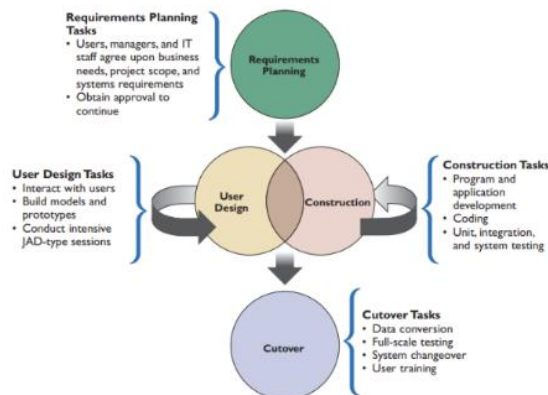 Requirements Planning
Tasks
• Users, managers, and IT
staff agree upon business
needs, project scope, and
systems requirements
• Obtain approval to
continue
Requirements
Planning
User Design Tasks
• Interact with users
• Build models and
prototypes
• Conduct intensive
JAD-type sessions
User
Design
Construction
Construction Tasks
• Program and
application
development
• Coding
• Unit, integration,
and system testing
Cutover
Cutover Tasks
• Data conversion
• Full-scale testing
• System changeover
• User training